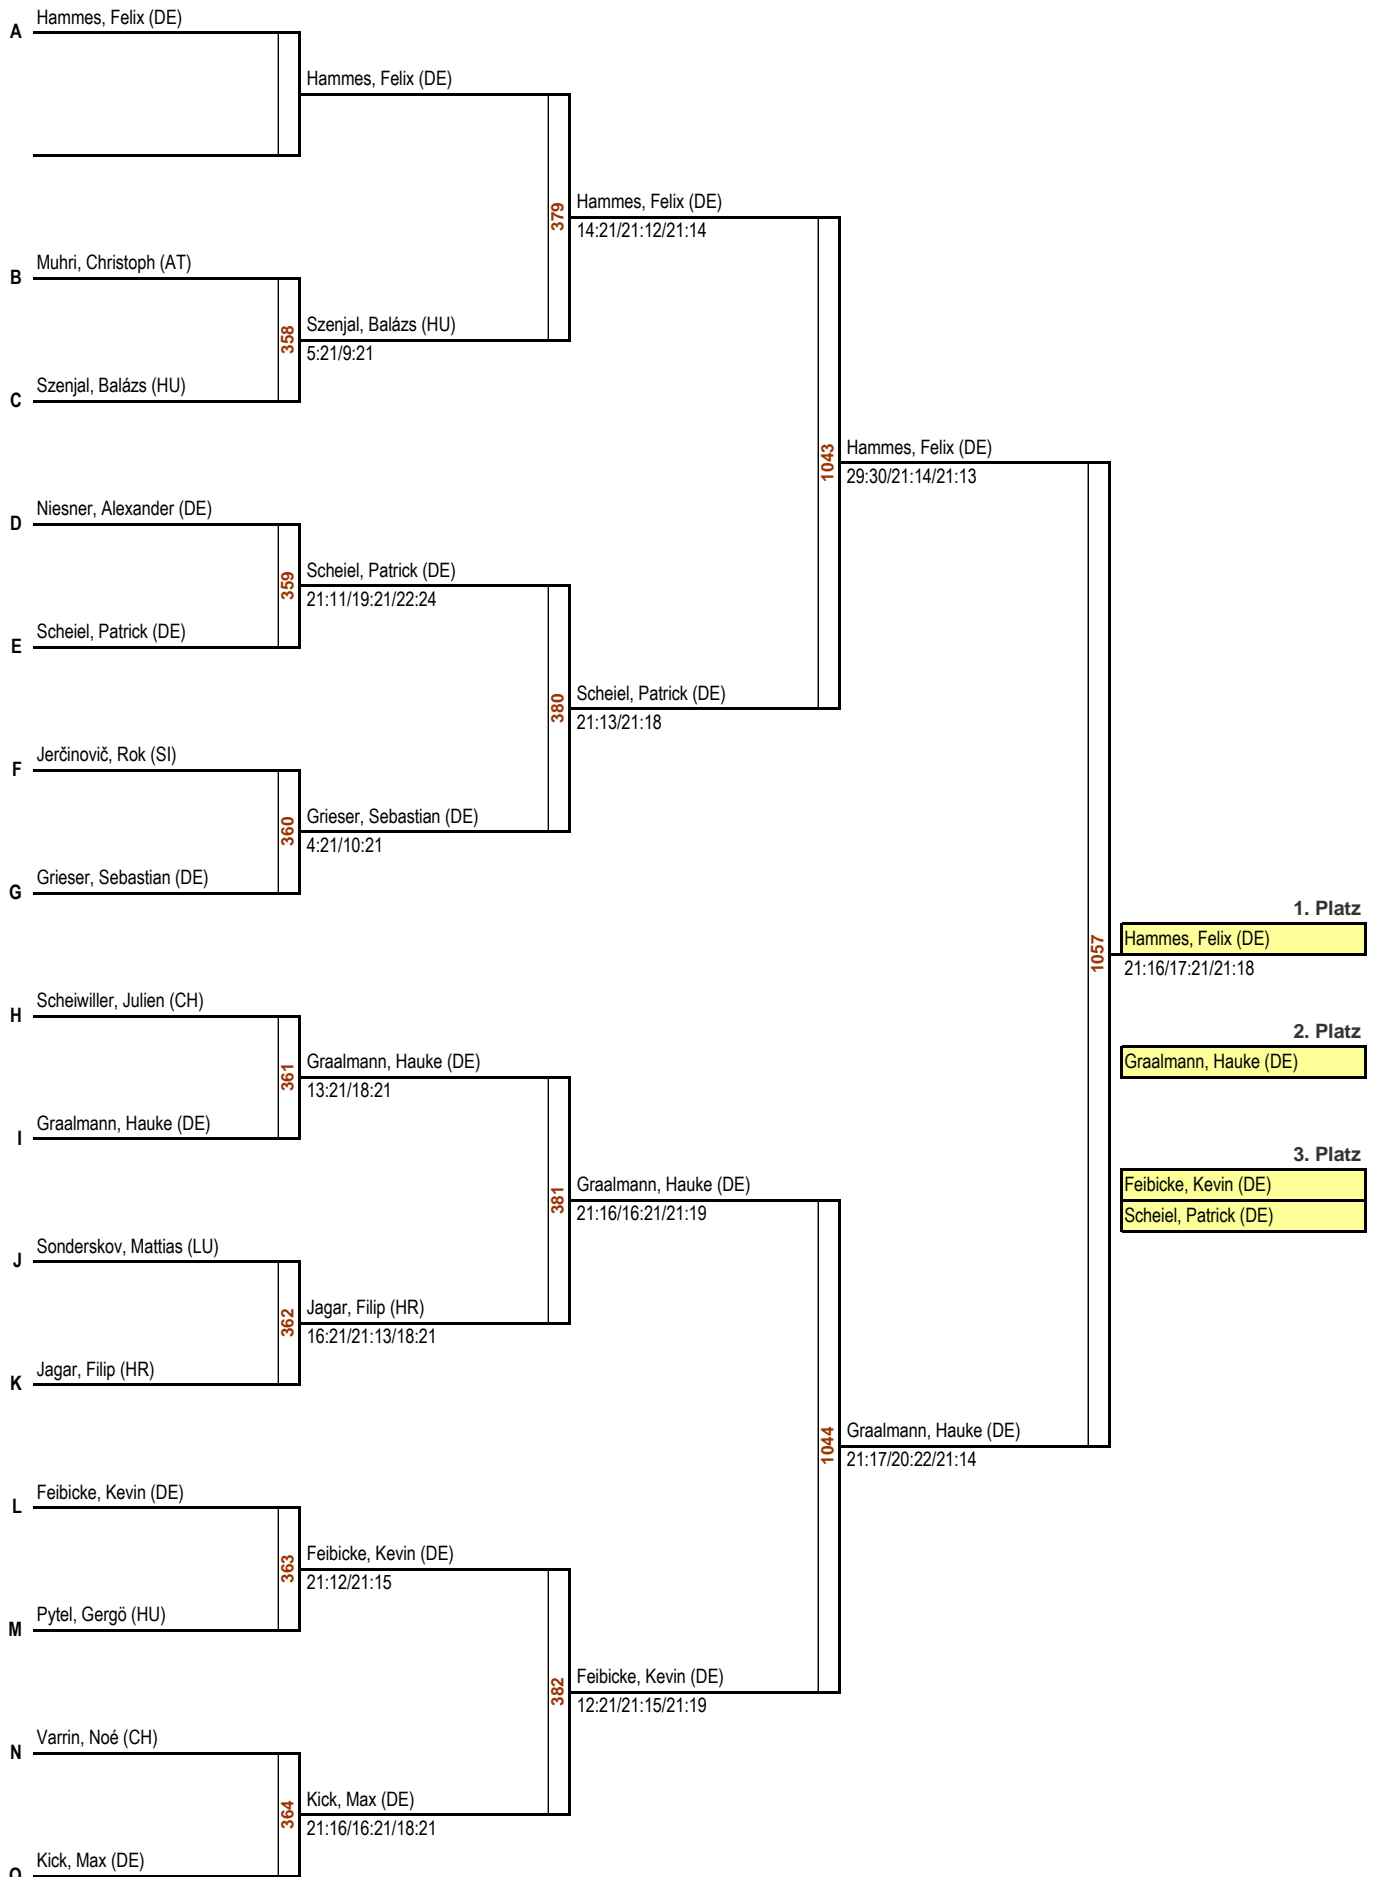 Hammes, Felix (DE)
A
Hammes, Felix (DE)
Hammes, Felix (DE)
379
14:21/21:12/21:14
Muhri, Christoph (AT)
B
Szenjal, Balázs (HU)
358
5:21/9:21
Szenjal, Balázs (HU)
C
Hammes, Felix (DE)
1043
29:30/21:14/21:13
Niesner, Alexander (DE)
D
Scheiel, Patrick (DE)
359
21:11/19:21/22:24
Scheiel, Patrick (DE)
E
Scheiel, Patrick (DE)
380
21:13/21:18
Jerčinovič, Rok (SI)
F
Grieser, Sebastian (DE)
360
4:21/10:21
Grieser, Sebastian (DE)
G
1. Platz
Hammes, Felix (DE)
1057
21:16/17:21/21:18
Scheiwiller, Julien (CH)
H
2. Platz
Graalmann, Hauke (DE)
Graalmann, Hauke (DE)
361
13:21/18:21
Graalmann, Hauke (DE)
I
3. Platz
Feibicke, Kevin (DE)
Scheiel, Patrick (DE)
Graalmann, Hauke (DE)
381
21:16/16:21/21:19
Sonderskov, Mattias (LU)
J
Jagar, Filip (HR)
362
16:21/21:13/18:21
Jagar, Filip (HR)
K
Graalmann, Hauke (DE)
1044
21:17/20:22/21:14
Feibicke, Kevin (DE)
L
Feibicke, Kevin (DE)
363
21:12/21:15
Pytel, Gergö (HU)
M
Feibicke, Kevin (DE)
382
12:21/21:15/21:19
Varrin, Noé (CH)
N
Kick, Max (DE)
364
21:16/16:21/18:21
Kick, Max (DE)
O